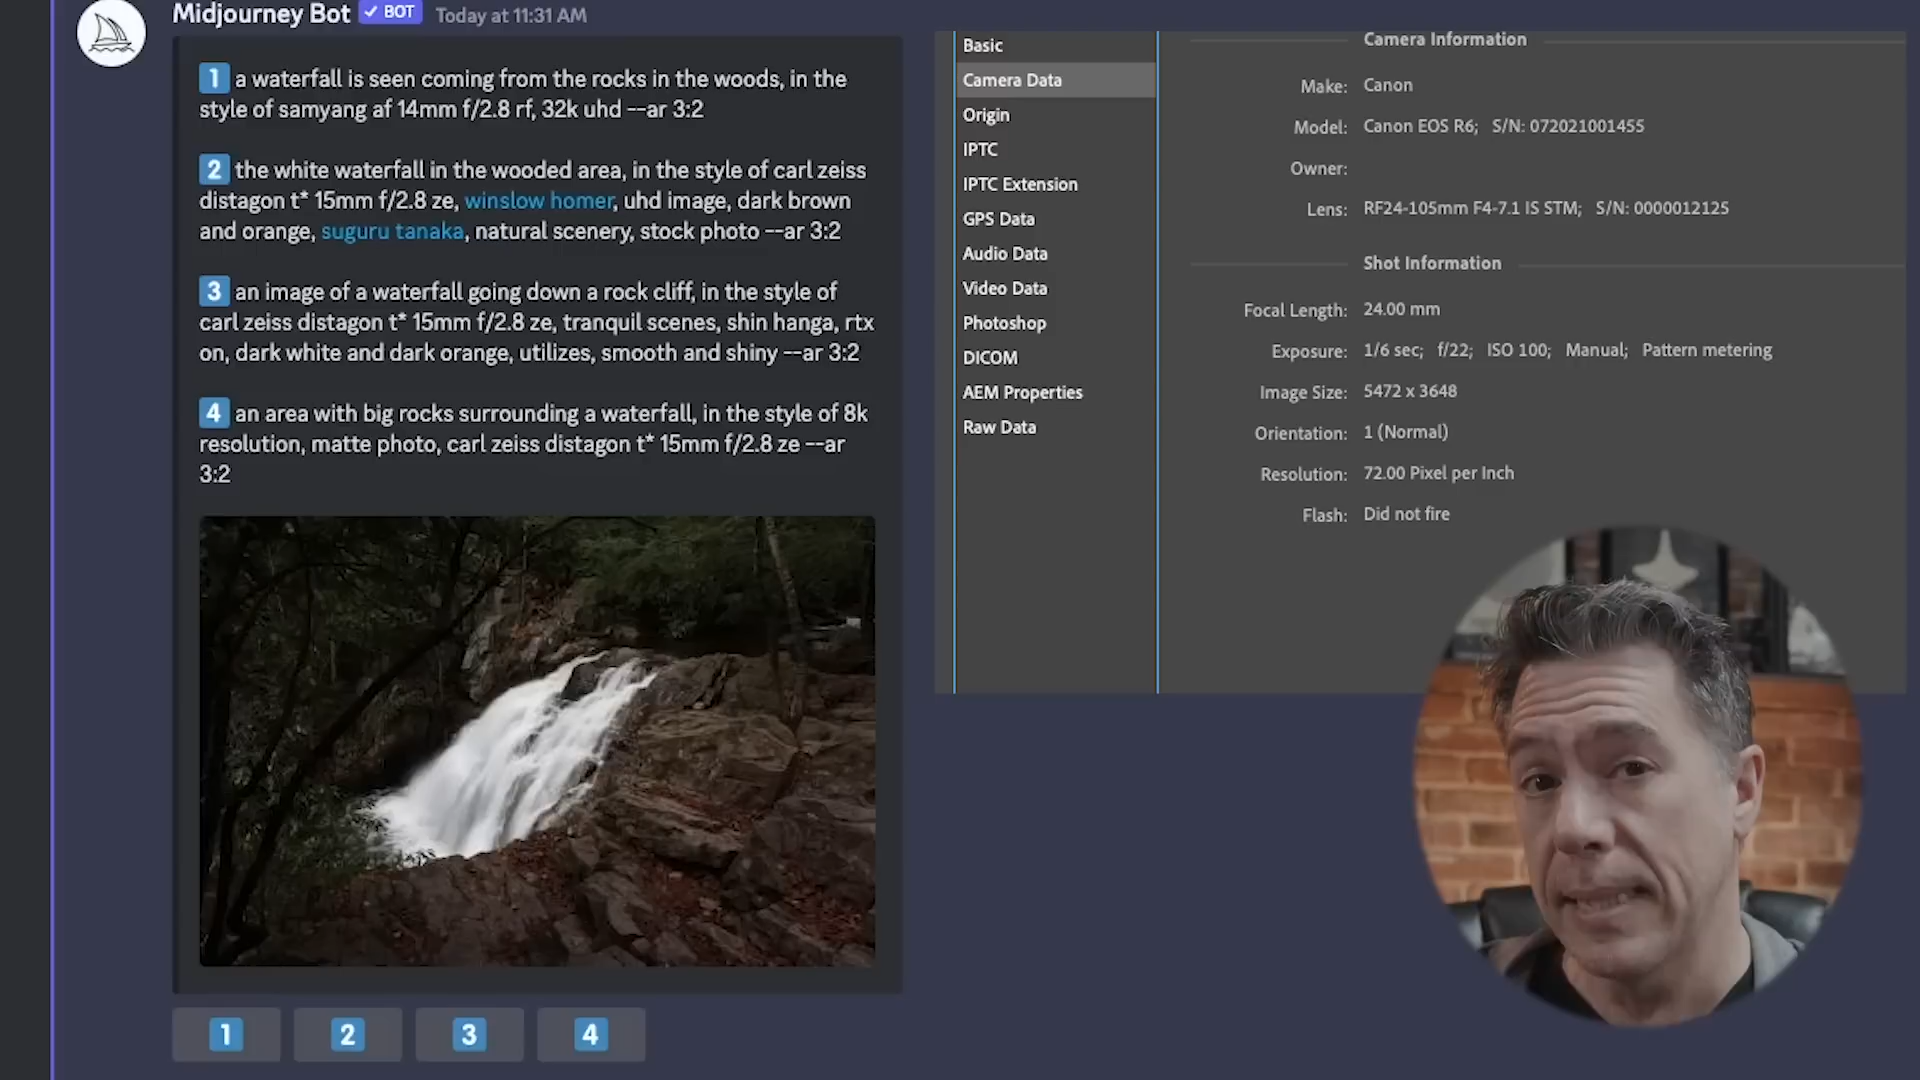 Midjourney Bot ✓ BOT Today at 11:31 AM
1 a waterfall is seen coming from the rocks in the woods, in the
style of samyang af 14mm f/2.8 rf, 32k uhd --ar 3:2
2 the white waterfall in the wooded area, in the style of carl zeiss
distagon t* 15mm f/2.8 ze, winslow homer, uhd image, dark brown
and orange, suguru tanaka, natural scenery, stock photo --ar 3:2
3 an image of a waterfall going down a rock cliff, in the style of
carl zeiss distagon t* 15mm f/2.8 ze, tranquil scenes, shin hanga, rtx
on, dark white and dark orange, utilizes, smooth and shiny --ar 3:2
4 an area with big rocks surrounding a waterfall, in the style of 8k
resolution, matte photo, carl zeiss distagon t* 15mm f/2.8 ze --ar
3:2
1 2 3 4
Basic
Camera Data
Origin
IPTC
IPTC Extension
GPS Data
Audio Data
Video Data
Photoshop
DICOM
AEM Properties
Raw Data
Camera Information
Make: Canon
Model: Canon EOS R6; S/N: 072021001455
Owner:
Lens: RF24-105mm F4-7.1 IS STM; S/N: 0000012125
Shot Information
Focal Length: 24.00 mm
Exposure: 1/6 sec; f/22; ISO 100; Manual; Pattern metering
Image Size: 5472 x 3648
Orientation: 1 (Normal)
Resolution: 72.00 Pixel per Inch
Flash: Did not fire